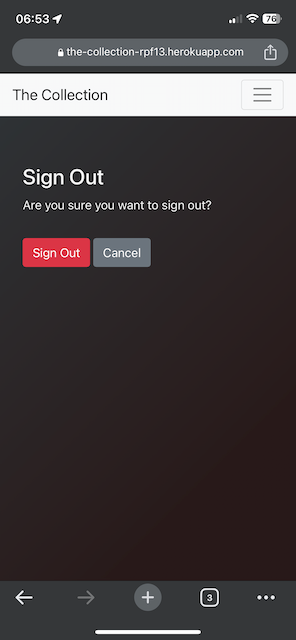 06:53
76
the-collection-rpf13.herokuapp.com
The Collection
Sign Out
Are you sure you want to sign out?
Sign Out Cancel
3